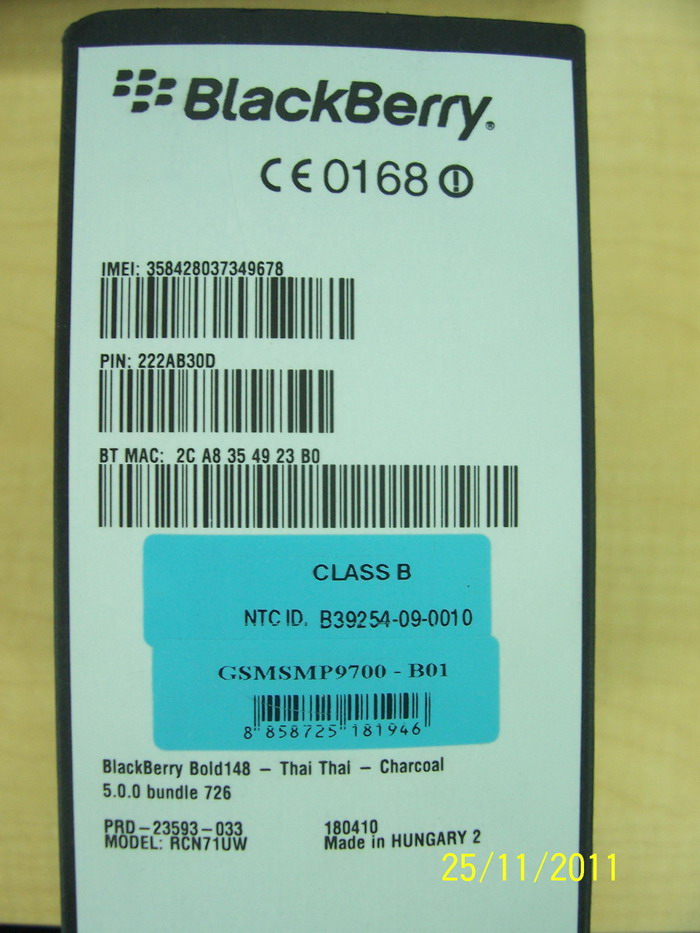 BlackBerry®
CE0168
IMEI: 358428037349678
PIN: 222AB30D
BT MAC: 2C A8 35 49 23 B0
CLASS B
NTC ID. B39254-09-0010
GSMSMP9700 - B01
8 858725 181946
BlackBerry Bold148 – Thai Thai – Charcoal
5.0.0 bundle 726
PRD–23593–033 180410
MODEL: RCN71UW Made in HUNGARY 2
25/11/2011